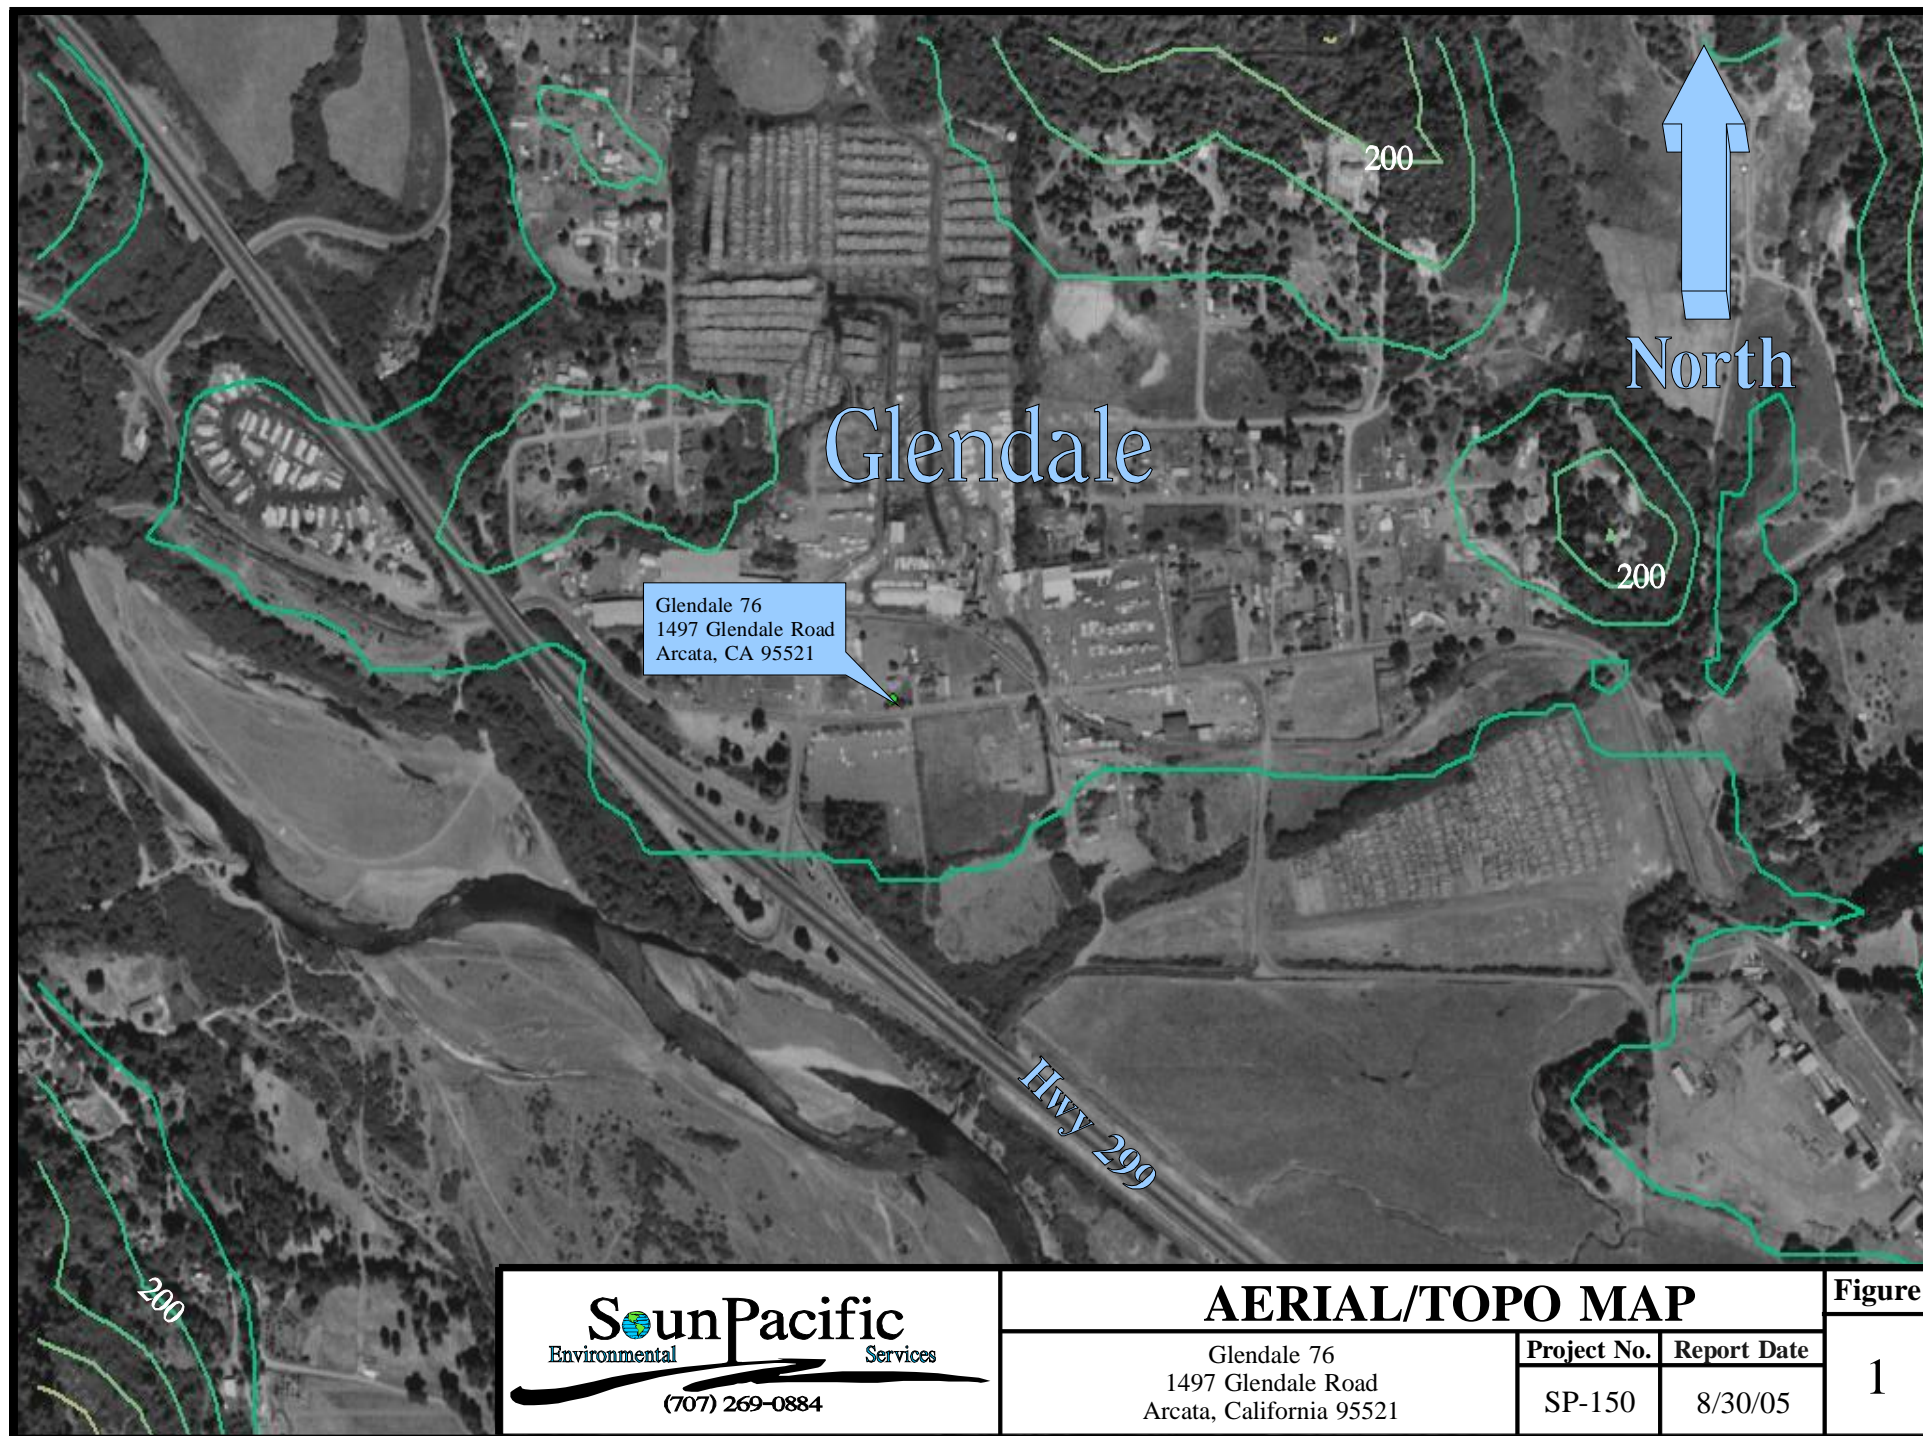 200
North
Glendale
200
Glendale 76
1497 Glendale Road
Arcata, CA 95521
Hwy 299
200
SounPacific
Environmental Services
(707) 269-0884
AERIAL/TOPO MAP
Glendale 76
1497 Glendale Road
Arcata, California 95521
Project No.
SP-150
Report Date
8/30/05
Figure
1